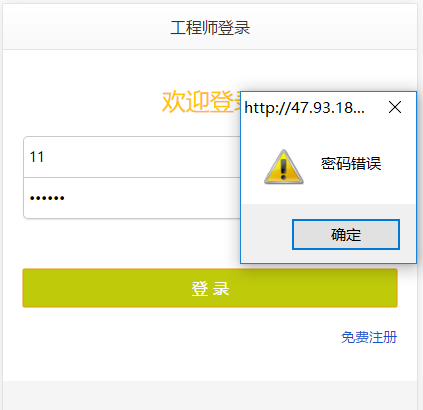 工程师登录
欢迎登录
http://47.93.18...
密码错误
确定
11
••••••
登 录
免费注册